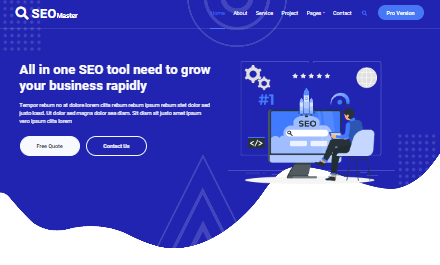 SEOMaster
Home About Service Project Pages Contact Pro Version
All in one SEO tool need to grow
your business rapidly
Tempor rebum no at dolore lorem clita rebum rebum ipsum rebum stet dolor sed
justo kasd. Ut dolor sed magna dolor sea diam. Sit diam sit justo amet ipsum
vero ipsum clita lorem
Free Quote Contact Us
#1
SEO
</>